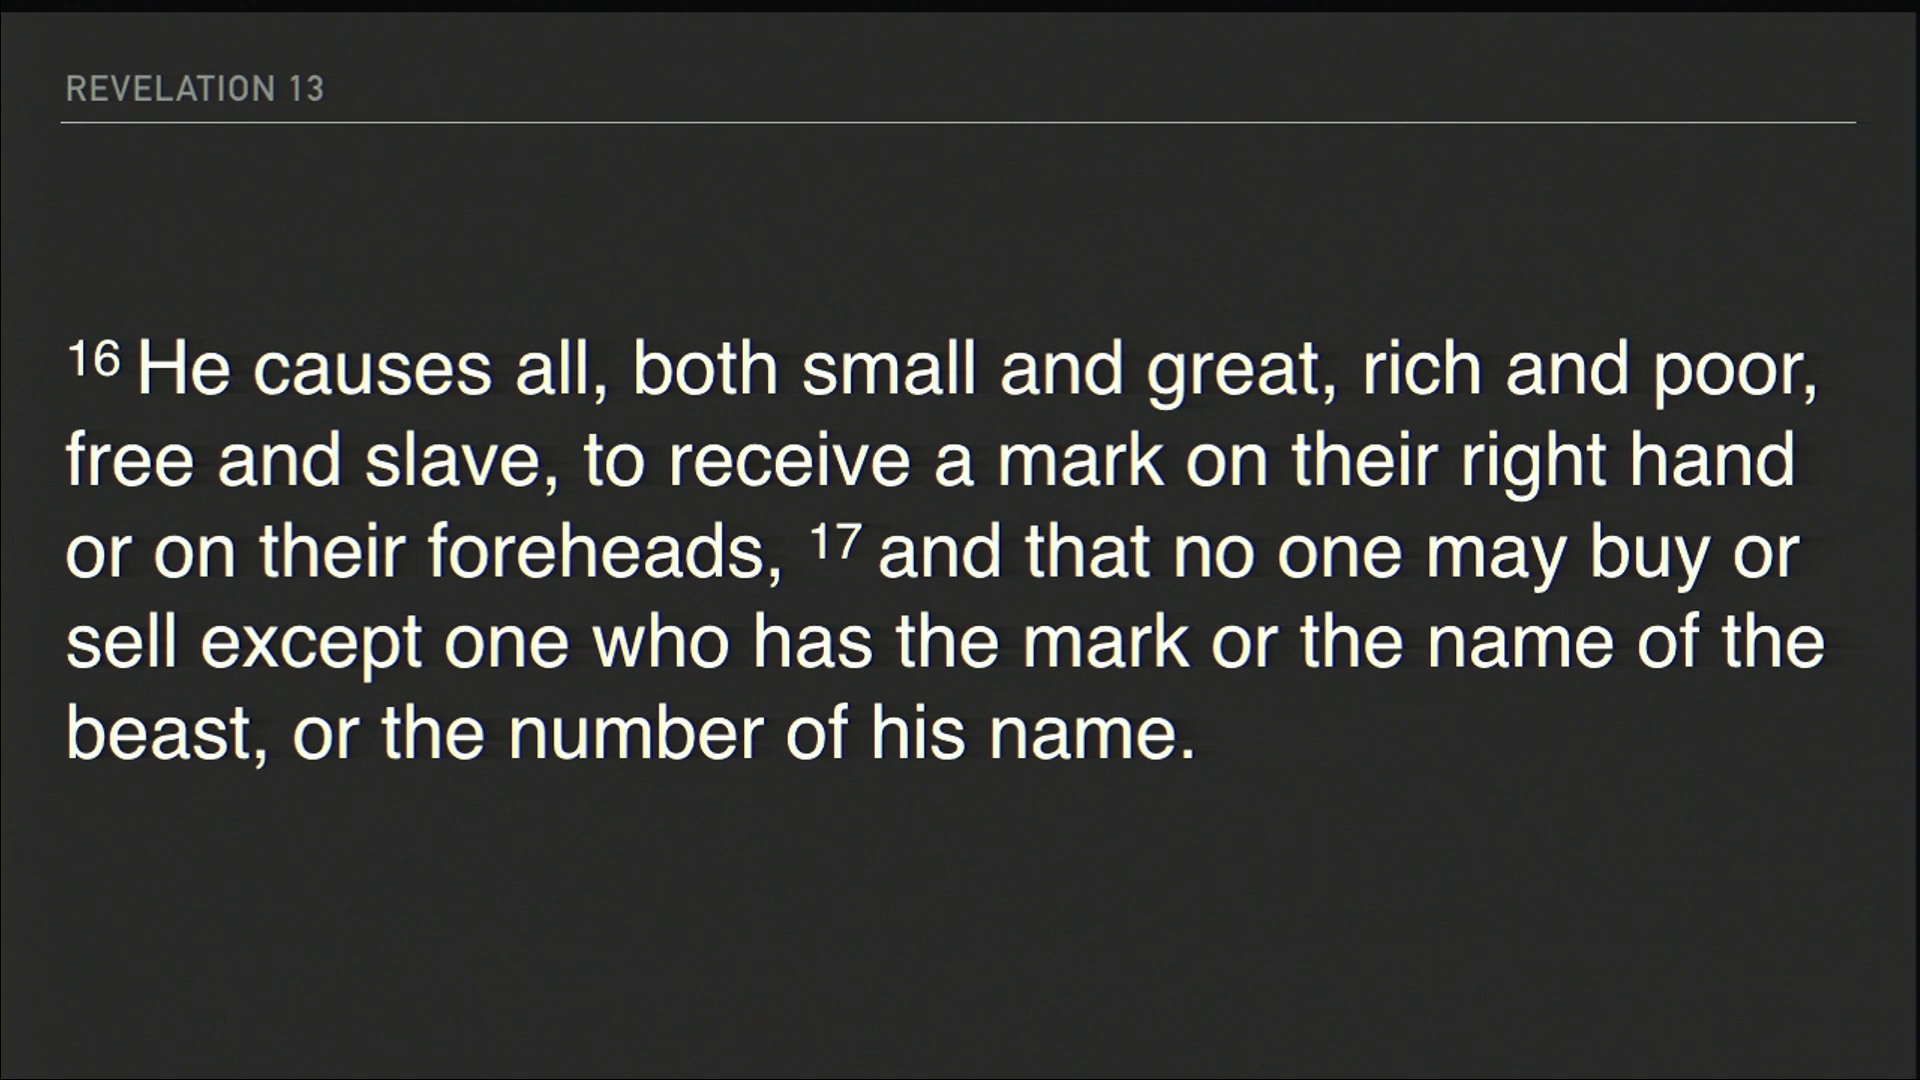 REVELATION 13
16 He causes all, both small and great, rich and poor,
free and slave, to receive a mark on their right hand
or on their foreheads, 17 and that no one may buy or
sell except one who has the mark or the name of the
beast, or the number of his name.